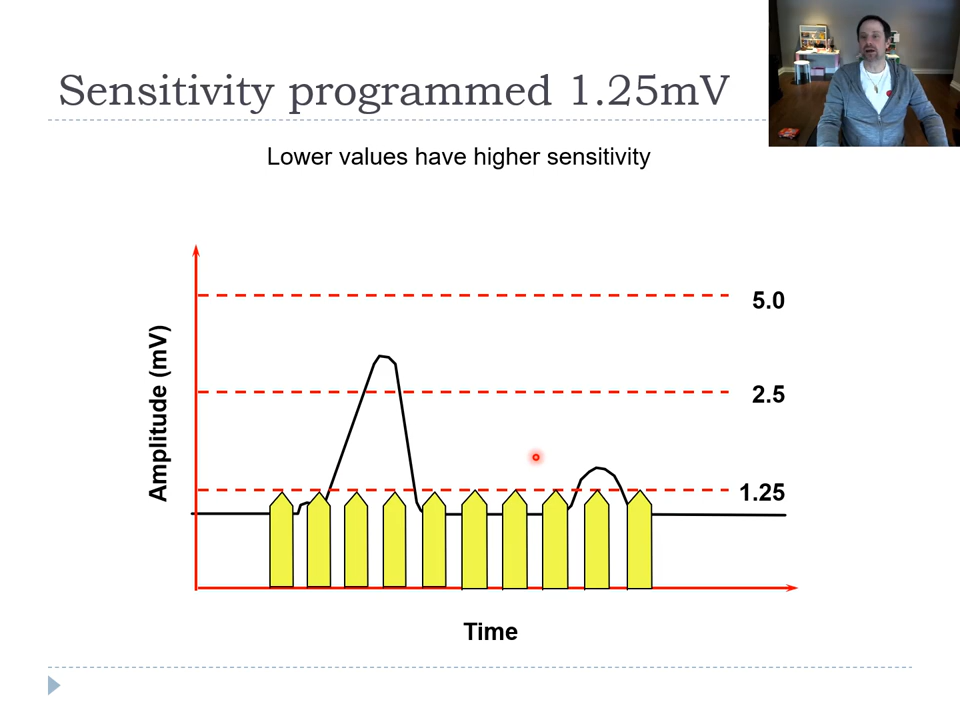 Sensitivity programmed 1.25mV
Lower values have higher sensitivity
5.0
2.5
1.25
Amplitude (mV)
Time